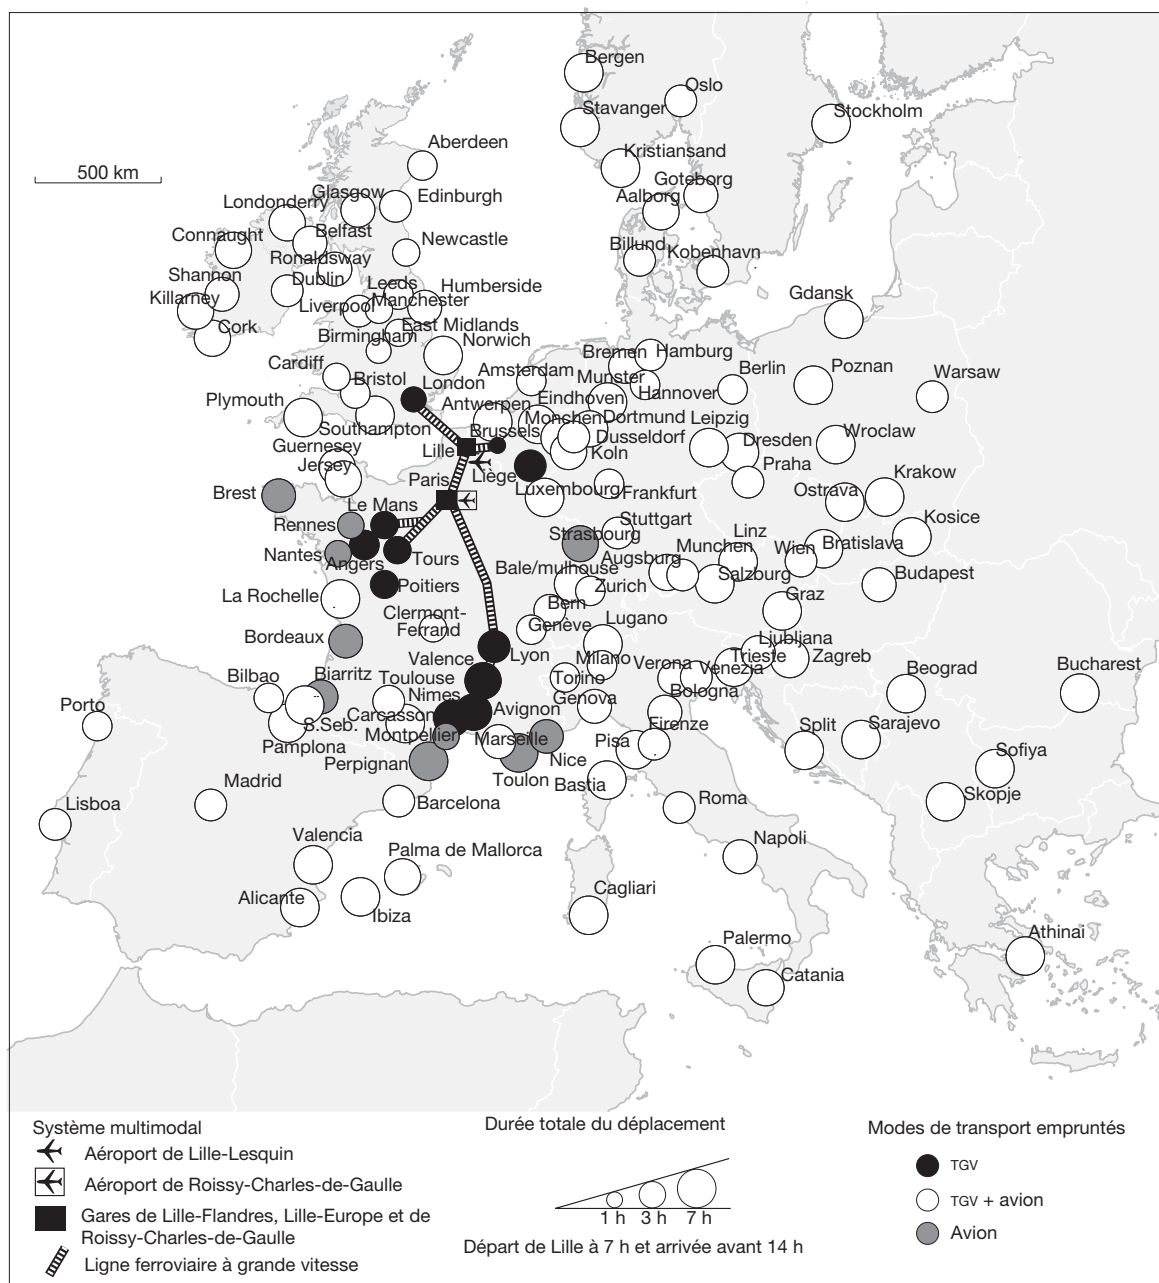 Bergen
Oslo
Stavanger
Stockholm
Aberdeen
Kristiansand
500 km
Goteborg
Glasgow
Edinburgh
Aalborg
Londonderry
Belfast
Connaught
Newcastle
Billund
Kobenhavn
Ronaldsway
Shannon
Dublin
Leeds
Humberside
Killarney
Liverpool
Manchester
Gdansk
Cork
East Midlands
Birmingham
Norwich
Bremen
Hamburg
Cardiff
Amsterdam
Munster
Berlin
Poznan
Warsaw
Bristol
London
Hannover
Plymouth
Antwerpen
Eindhoven
Southampton
Brussels
Monchen
Dortmund
Leipzig
Wroclaw
Guernesey
Lille
Dusseldorf
Dresden
Jersey
Liège
Koln
Praha
Krakow
Paris
Brest
Luxembourg
Frankfurt
Ostrava
Le Mans
Rennes
Stuttgart
Kosice
Strasbourg
Linz
Nantes
Angers
Tours
Augsburg
Munchen
Wien
Bratislava
Bale/mulhouse
Poitiers
Zurich
Salzburg
Budapest
La Rochelle
Bern
Graz
Clermont-
Ferrand
Genève
Lugano
Bordeaux
Ljubljana
Lyon
Milano
Trieste
Zagreb
Valence
Verona
Venezia
Beograd
Bucharest
Bilbao
Biarritz
Toulouse
Torino
Nimes
Bologna
Porto
Genova
Carcasson
Avignon
S.Seb.
Montpellier
Marseille
Firenze
Split
Sarajevo
Pamplona
Pisa
Sofiya
Perpignan
Nice
Toulon
Bastia
Madrid
Skopje
Lisboa
Barcelona
Roma
Valencia
Napoli
Palma de Mallorca
Alicante
Cagliari
Ibiza
Athinai
Palermo
Catania
Système multimodal
Aéroport de Lille-Lesquin
Aéroport de Roissy-Charles-de-Gaulle
Gares de Lille-Flandres, Lille-Europe et de
Roissy-Charles-de-Gaulle
Ligne ferroviaire à grande vitesse
Durée totale du déplacement
1 h 3 h 7 h
Départ de Lille à 7 h et arrivée avant 14 h
Modes de transport empruntés
TGV
TGV + avion
Avion